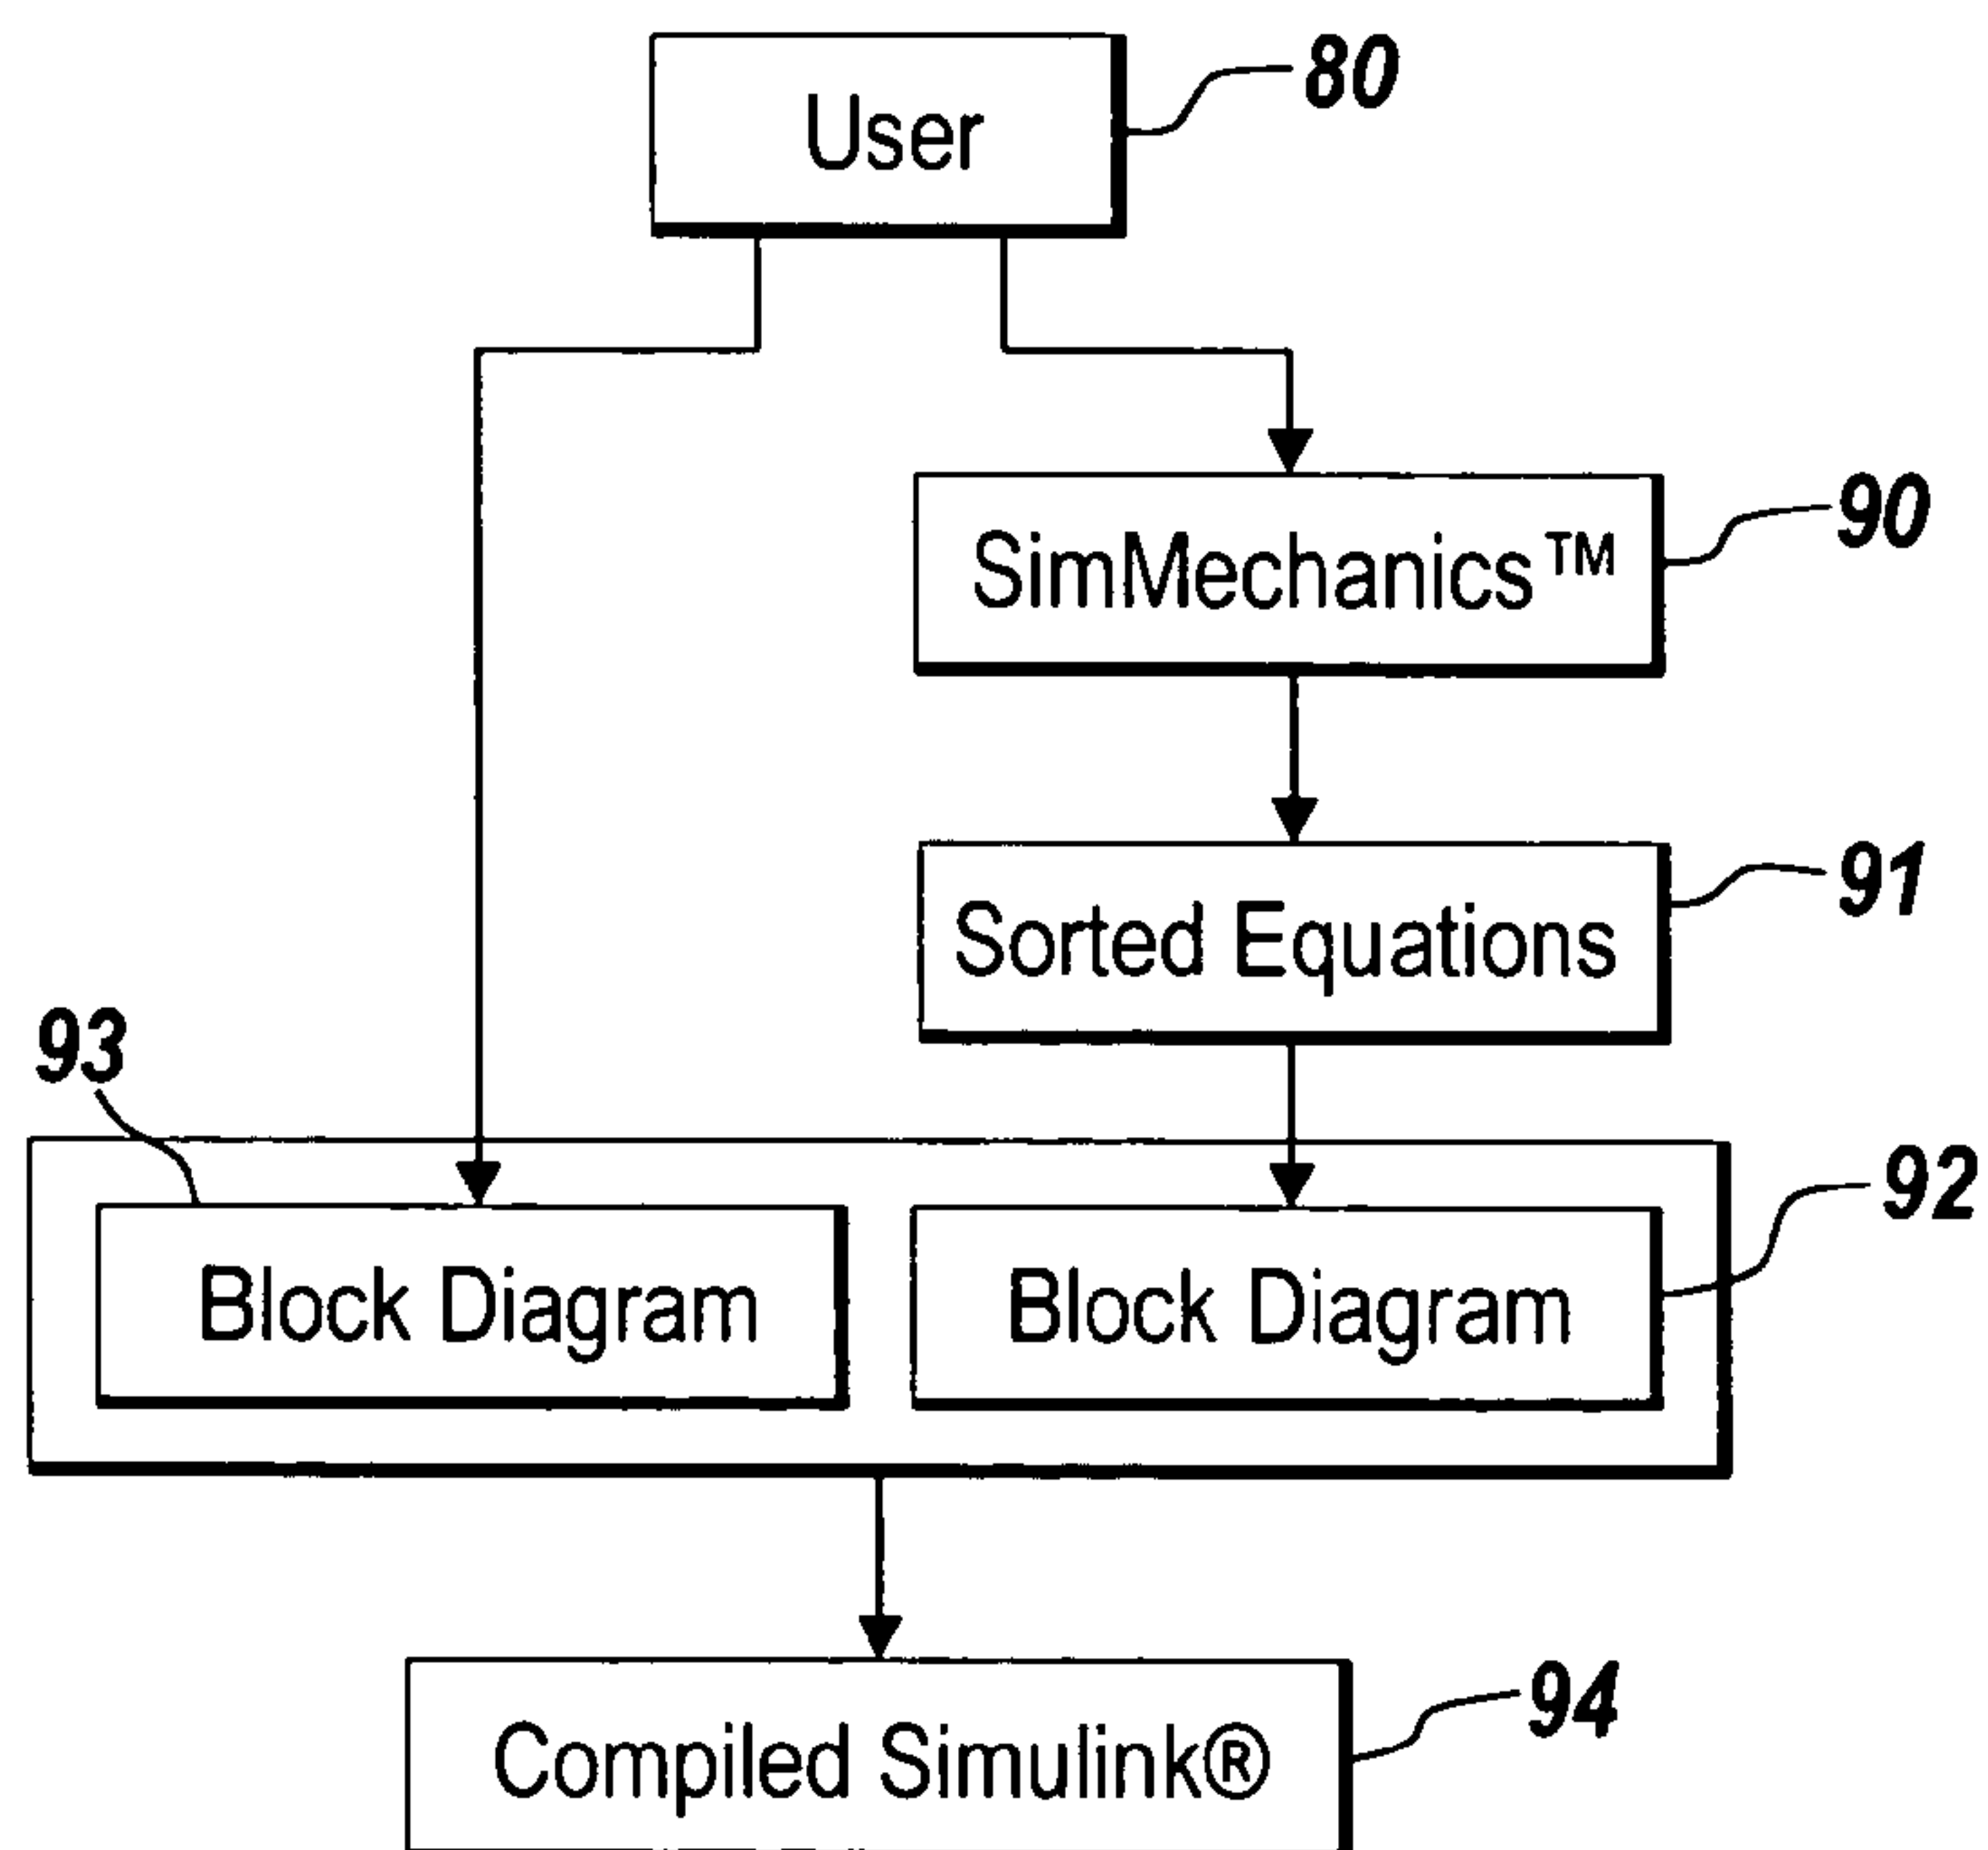 80
User
90
SimMechanics™
91
Sorted Equations
93
92
Block Diagram
Block Diagram
94
Compiled Simulink®